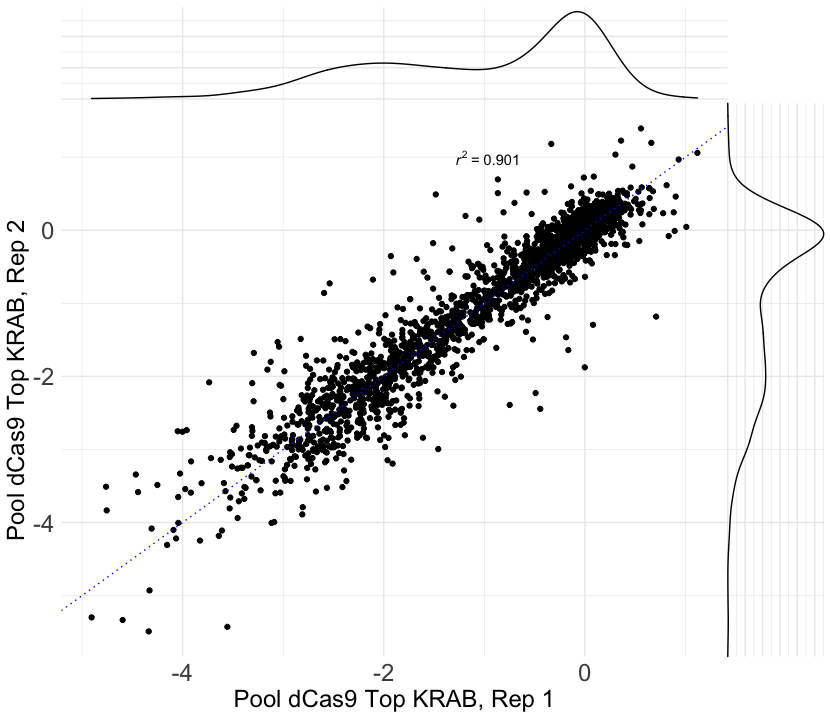 r² = 0.901
0
-2
-4
Pool dCas9 Top KRAB, Rep 2
-4
-2
0
Pool dCas9 Top KRAB, Rep 1